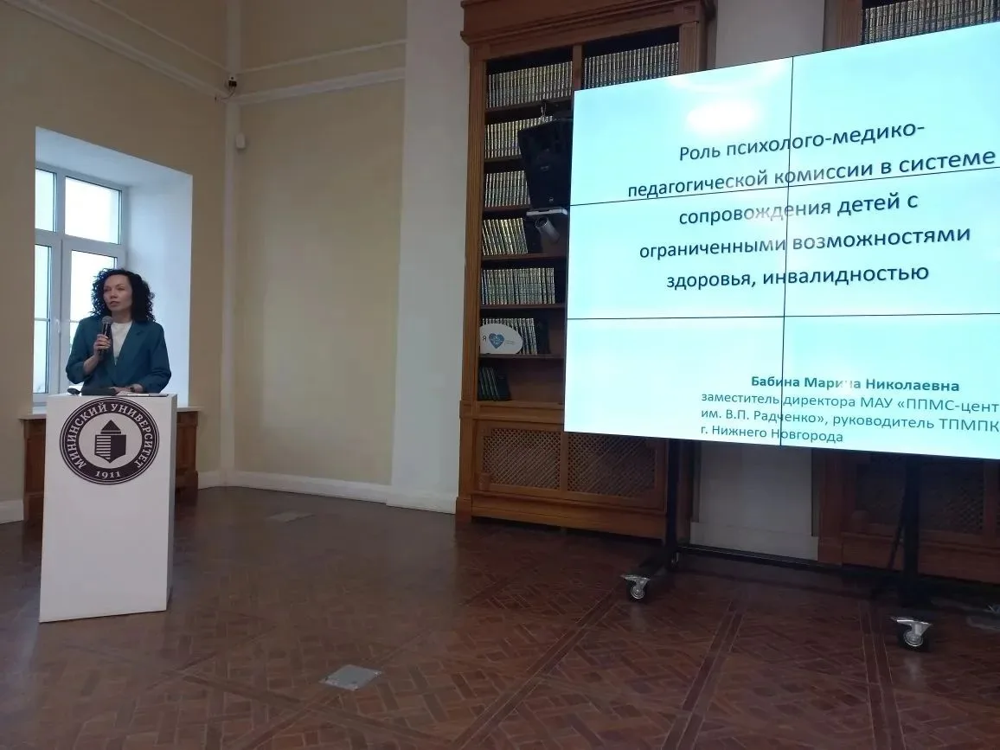 Роль психолого-медико-
педагогической комиссии в системе
сопровождения детей с
ограниченными возможностями
здоровья, инвалидностью
Бабина Марина Николаевна
заместитель директора МАУ «ППМС-цент
им. В.П. Радченко», руководитель ТПМПК
г. Нижнего Новгорода
МИНИНСКИЙ УНИВЕРСИТЕТ
1911
Я